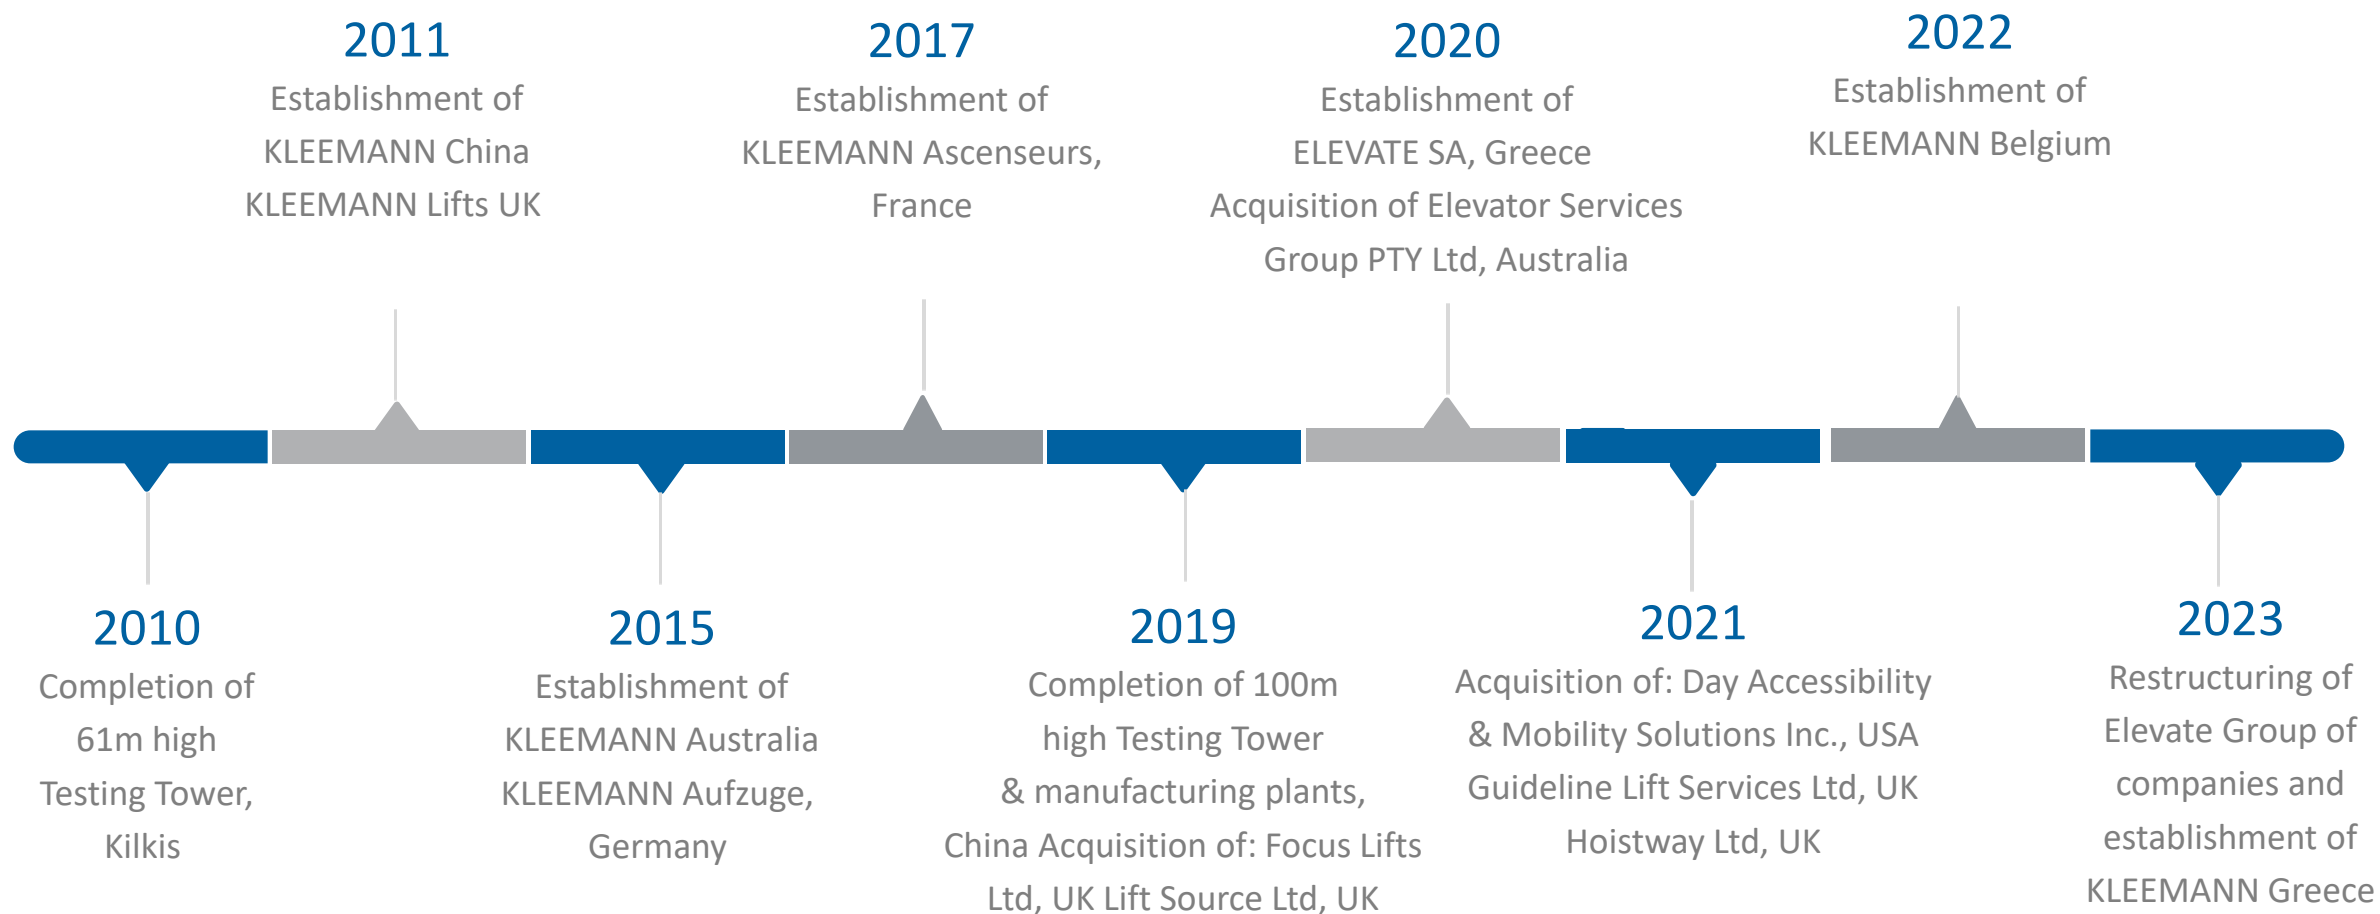 2011
Establishment of
KLEEMANN China
KLEEMANN Lifts UK
2017
Establishment of
KLEEMANN Ascenseurs,
France
2020
Establishment of
ELEVATE SA, Greece
Acquisition of Elevator Services
Group PTY Ltd, Australia
2022
Establishment of
KLEEMANN Belgium
2010
Completion of
61m high
Testing Tower,
Kilkis
2015
Establishment of
KLEEMANN Australia
KLEEMANN Aufzuge,
Germany
2019
Completion of 100m
high Testing Tower
& manufacturing plants,
China Acquisition of: Focus Lifts
Ltd, UK Lift Source Ltd, UK
2021
Acquisition of: Day Accessibility
& Mobility Solutions Inc., USA
Guideline Lift Services Ltd, UK
Hoistway Ltd, UK
2023
Restructuring of
Elevate Group of
companies and
establishment of
KLEEMANN Greece